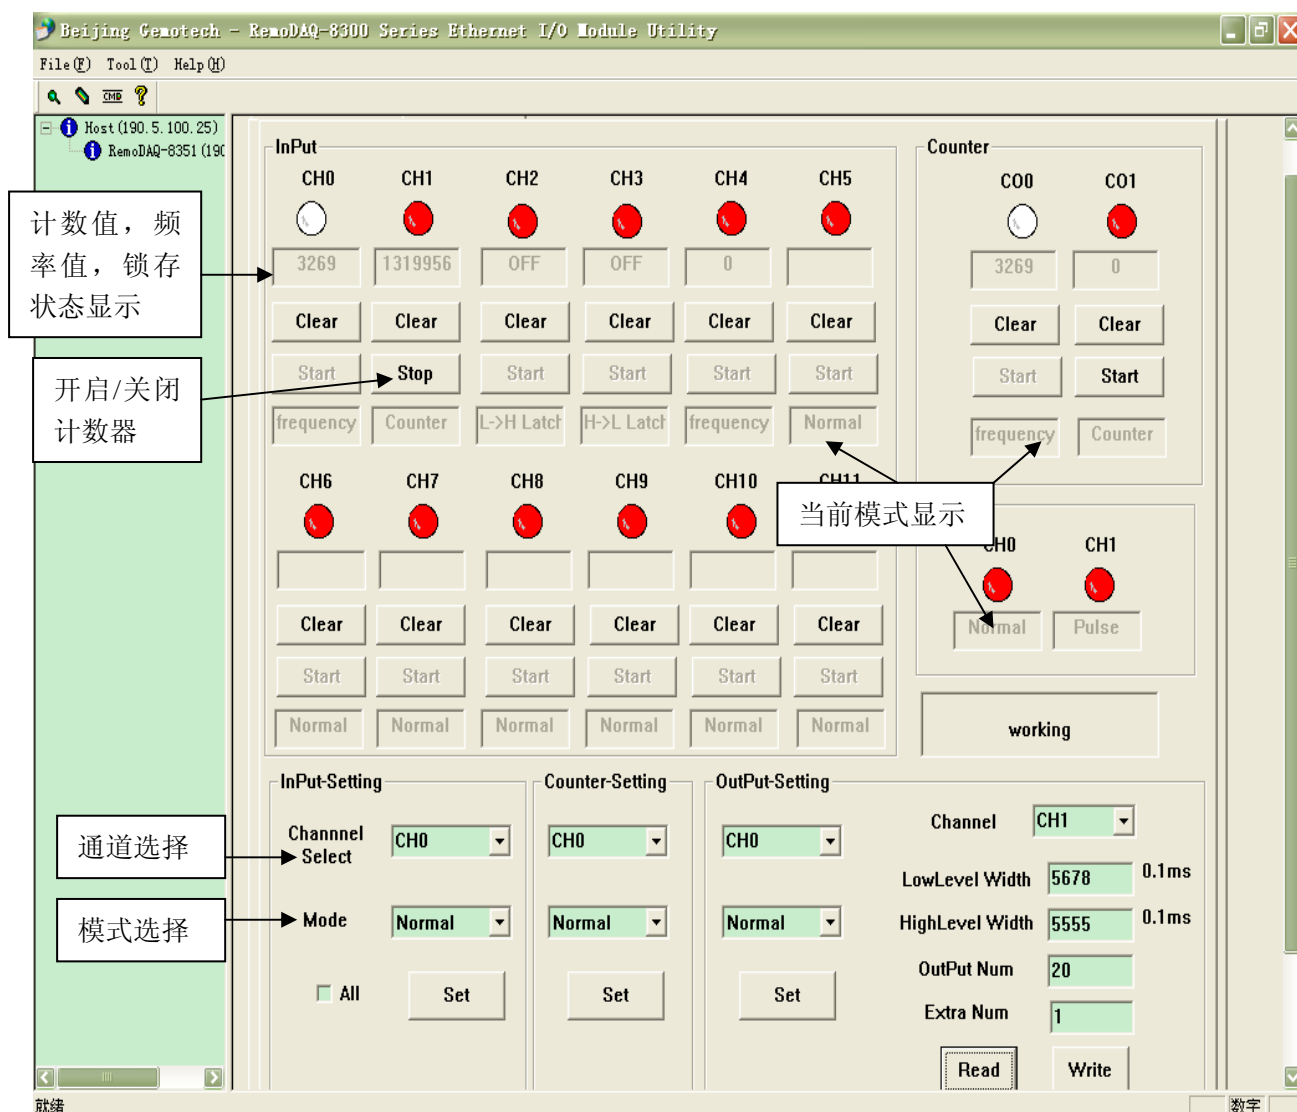 Beijing Gemotech - RemoDAQ-8300 Series Ethernet I/O Module Utility
File(F) Tool(T) Help(H)
CMD
Host(190.5.100.25)
RemoDAQ-8351(190
InPut
CH0 CH1 CH2 CH3 CH4 CH5
3269 1319956 OFF OFF 0
Clear Clear Clear Clear Clear Clear
Start Stop Start Start Start Start
frequency Counter L->H Latch H->L Latch frequency Normal
CH6 CH7 CH8 CH9 CH10 CH11
Clear Clear Clear Clear Clear Clear
Start Start Start Start Start Start
Normal Normal Normal Normal Normal Normal
Counter
CO0 CO1
3269 0
Clear Clear
Start Start
frequency Counter
CH0 CH1
Normal Pulse
working
计数值，频
率值，锁存
状态显示
开启/关闭
计数器
当前模式显示
通道选择
模式选择
InPut-Setting
Channnel
Select
CH0
Mode
Normal
All
Set
Counter-Setting
CH0
Normal
Set
OutPut-Setting
CH0
Normal
Set
Channel CH1
LowLevel Width 5678 0.1ms
HighLevel Width 5555 0.1ms
OutPut Num 20
Extra Num 1
Read Write
就绪
数字